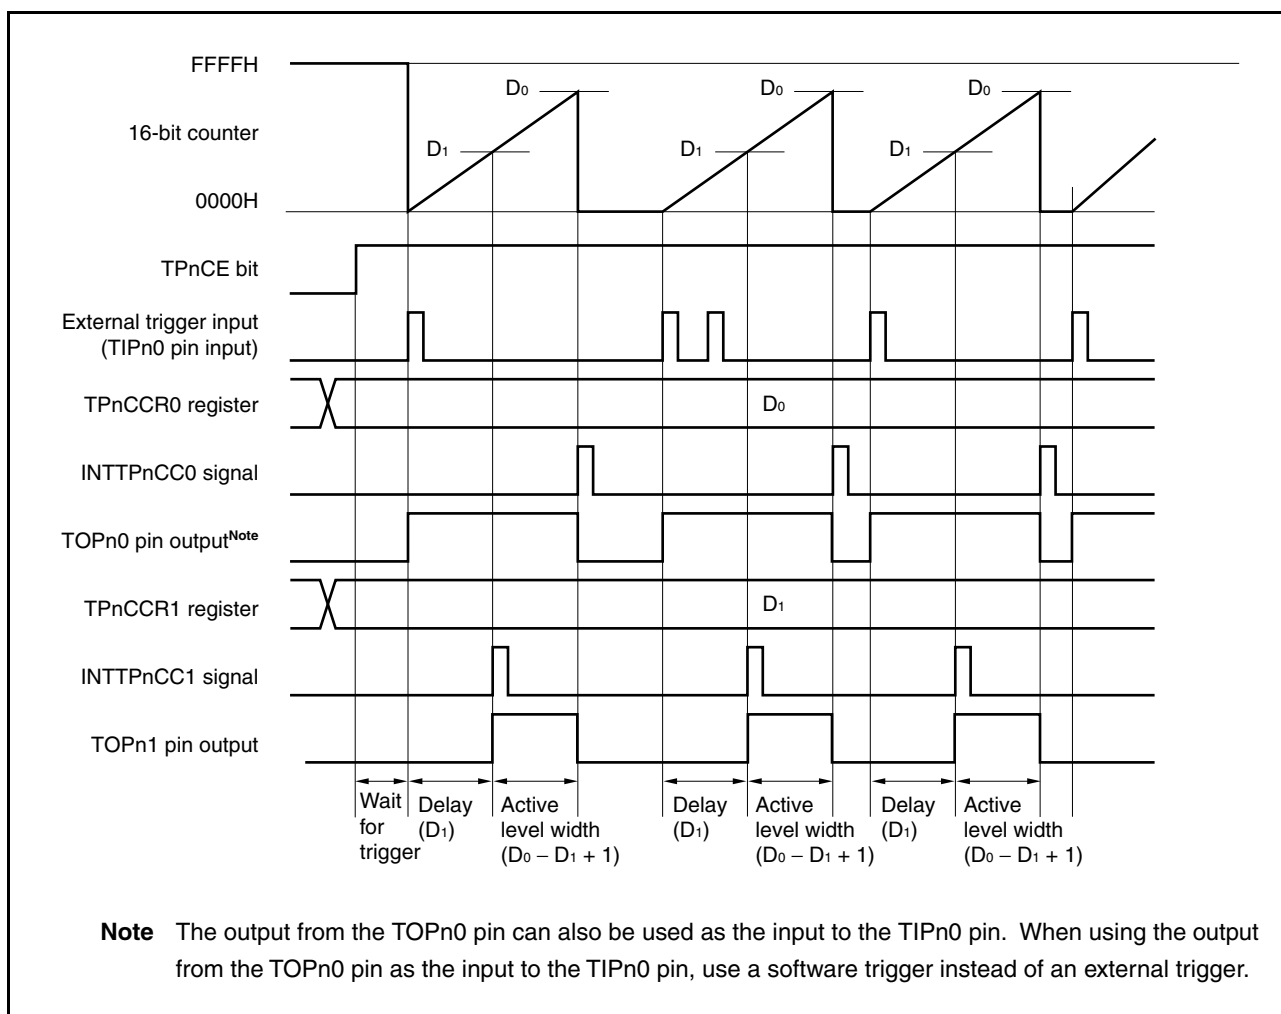 FFFFH
D₀ D₀ D₀
16-bit counter
D₁ D₁ D₁
0000H
TPnCE bit
External trigger input
(TIPn0 pin input)
TPnCCR0 register D₀
INTTPnCC0 signal
TOPn0 pin output^Note
TPnCCR1 register D₁
INTTPnCC1 signal
TOPn1 pin output
Wait
for
trigger
Delay
(D₁)
Active
level width
(D₀ – D₁ + 1)
Delay
(D₁)
Active
level width
(D₀ – D₁ + 1)
Delay
(D₁)
Active
level width
(D₀ – D₁ + 1)
Note The output from the TOPn0 pin can also be used as the input to the TIPn0 pin. When using the output
from the TOPn0 pin as the input to the TIPn0 pin, use a software trigger instead of an external trigger.